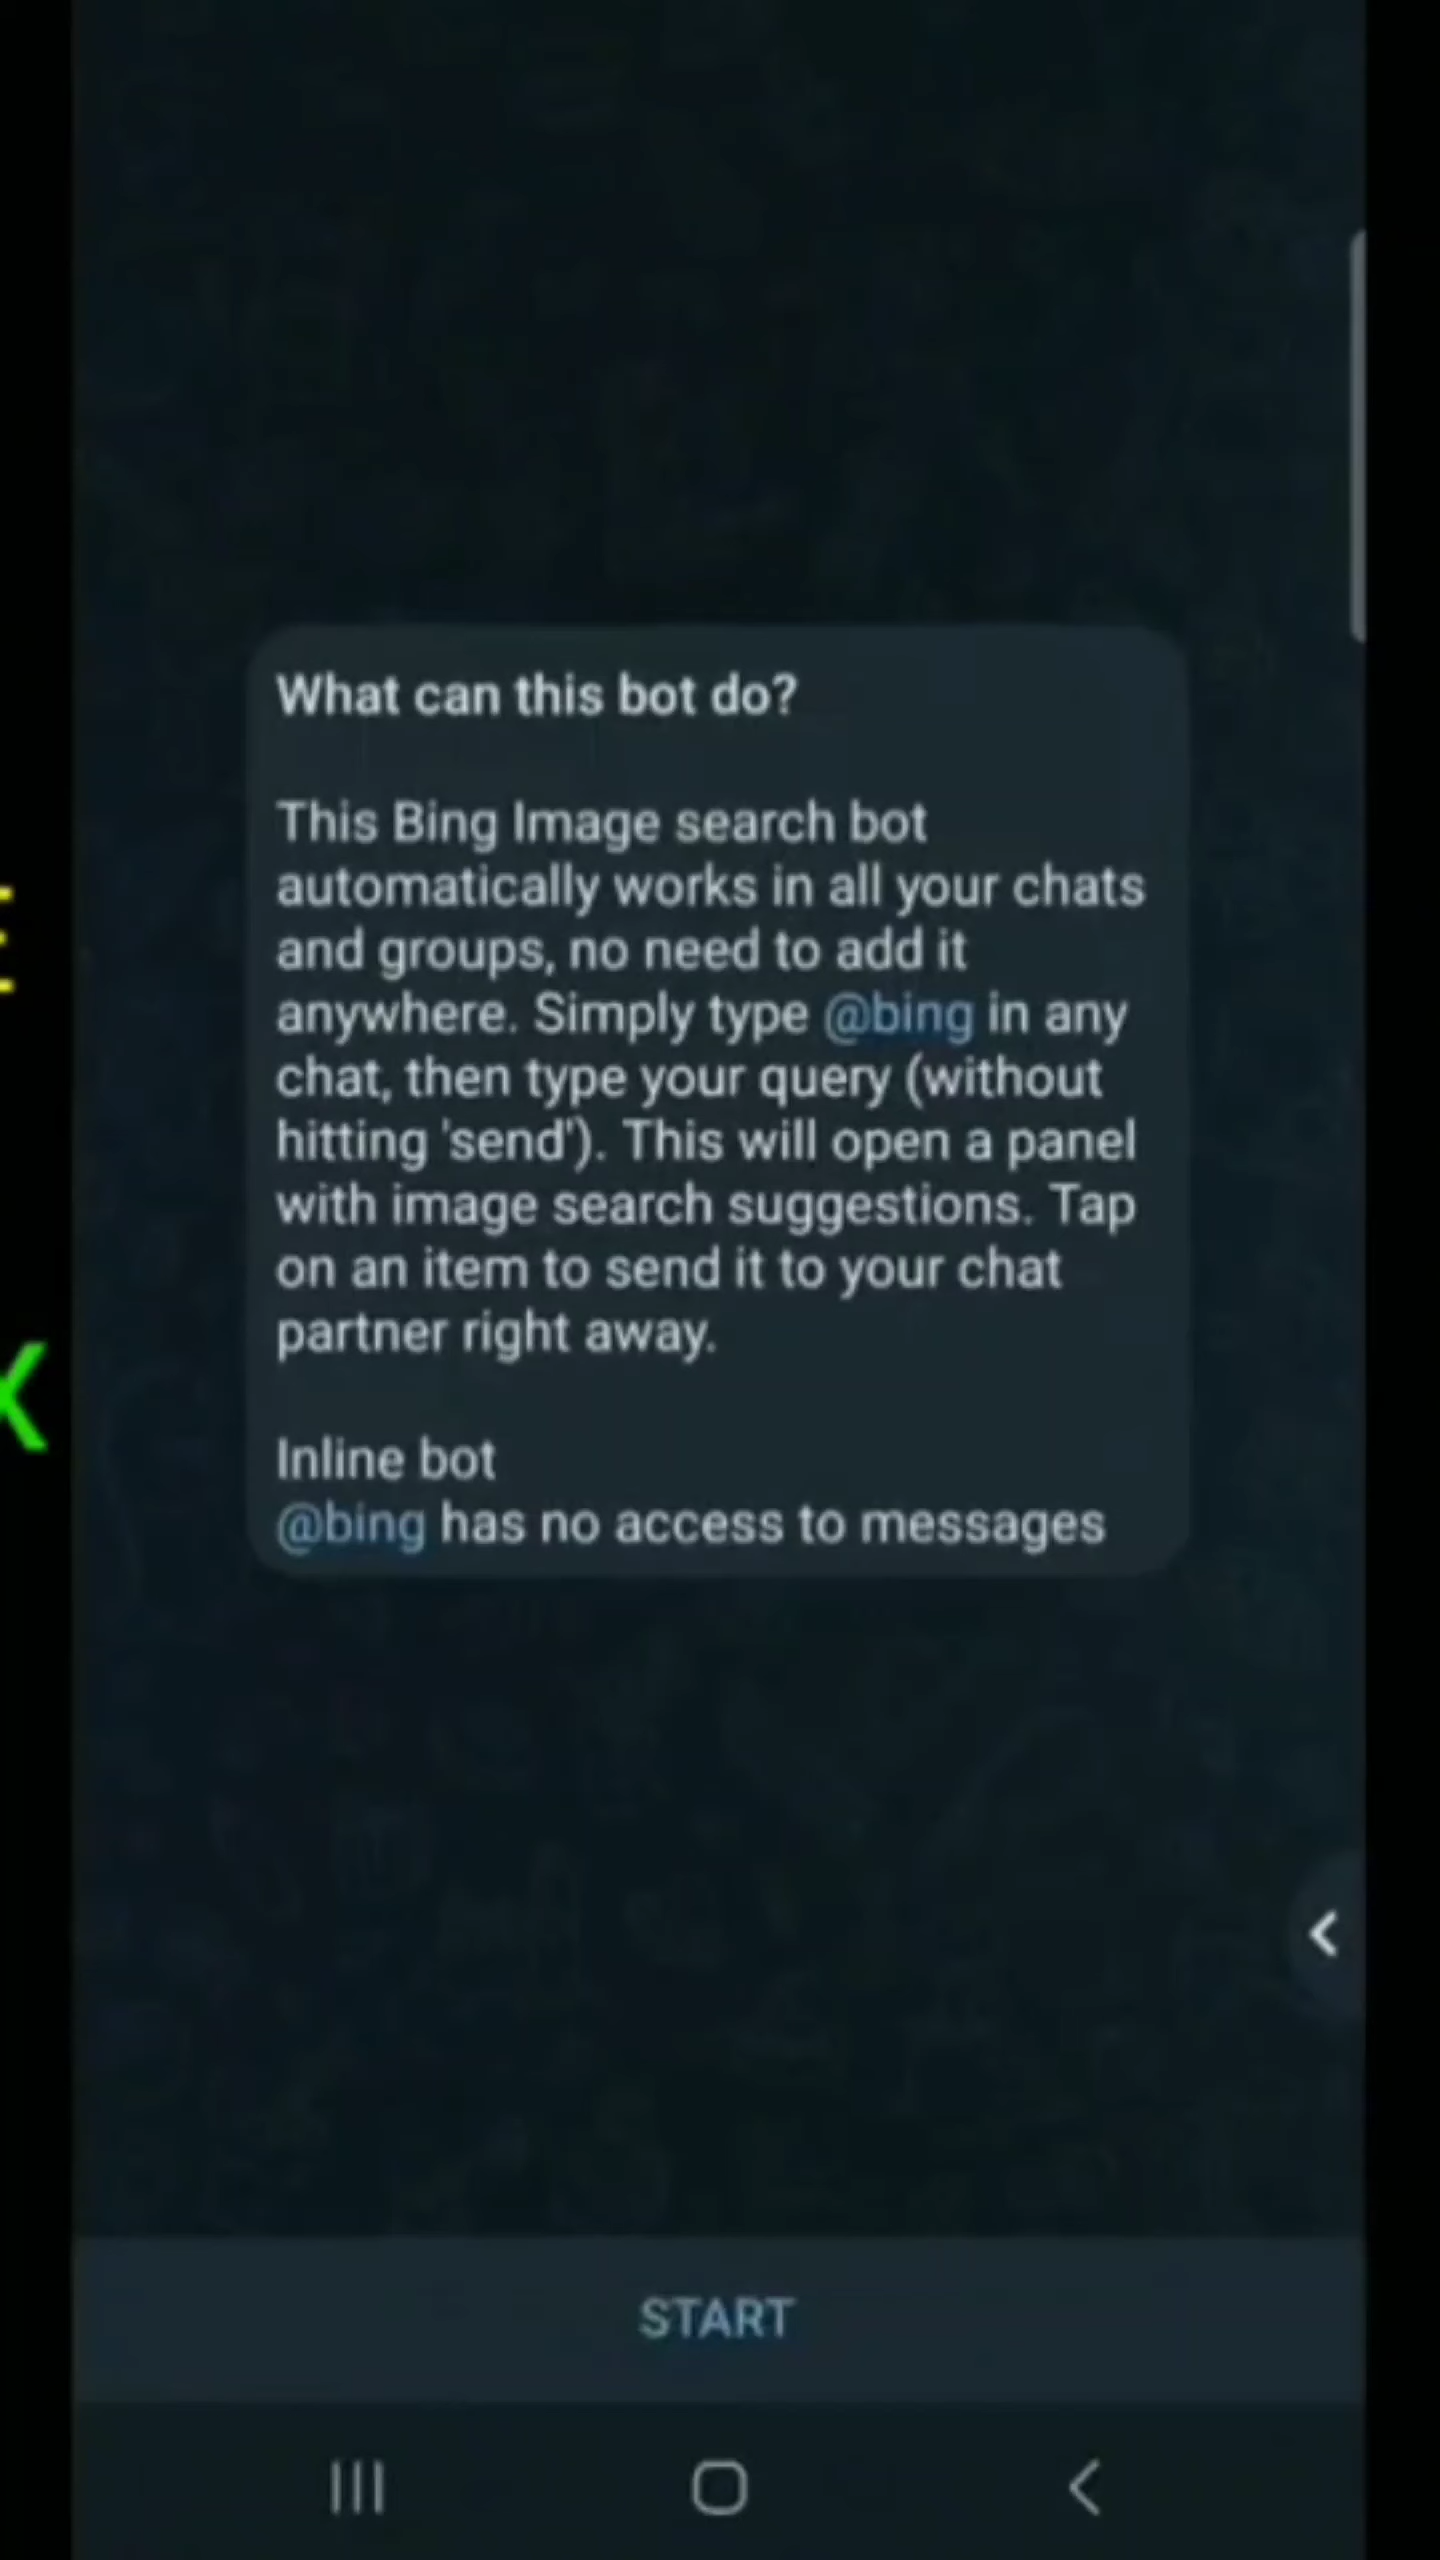 What can this bot do?
This Bing Image search bot
automatically works in all your chats
and groups, no need to add it
anywhere. Simply type @bing in any
chat, then type your query (without
hitting 'send'). This will open a panel
with image search suggestions. Tap
on an item to send it to your chat
partner right away.
Inline bot
@bing has no access to messages
START